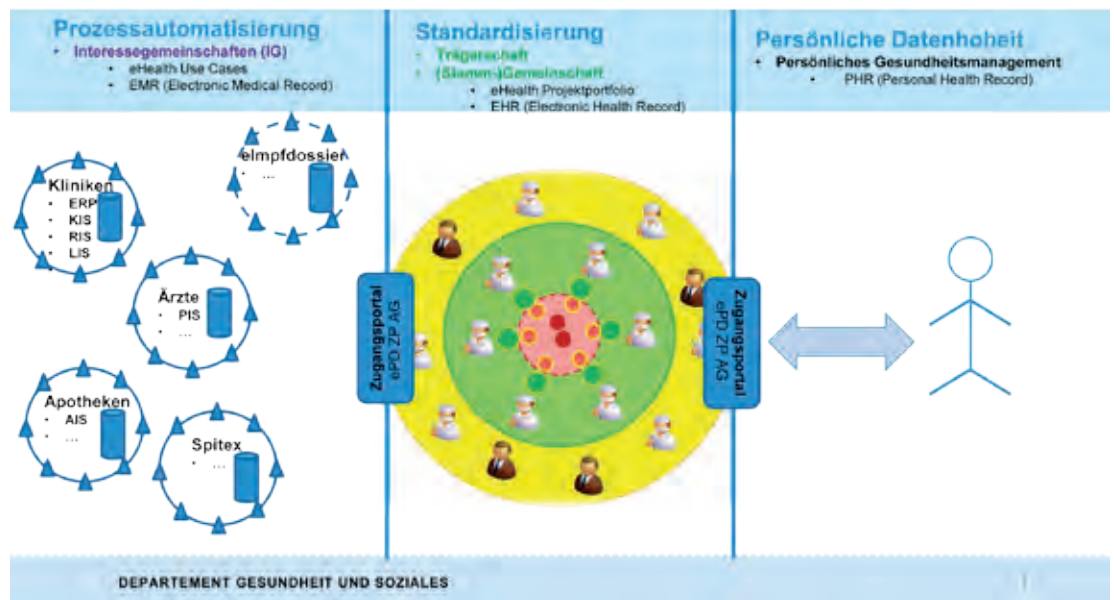 Prozessautomatisierung
• Interessegemeinschaften (IG)
• eHealth Use Cases
• EMR (Electronic Medical Record)
Standardisierung
• Trägerschaft
• (Stamm-)Gemeinschaft
• eHealth Projektportfolio
• EHR (Electronic Health Record)
Persönliche Datenhoheit
• Persönliches Gesundheitsmanagement
• PHR (Personal Health Record)
eImpfdossier
• ...
Kliniken
• ERP
• KIS
• RIS
• LIS
•
Ärzte
• PIS
• ...
Apotheken
• AIS
• ...
Spitex
• ...
Zugangsportal
ePD ZP AG
Zugangsportal
ePD ZP AG
DEPARTEMENT GESUNDHEIT UND SOZIALES